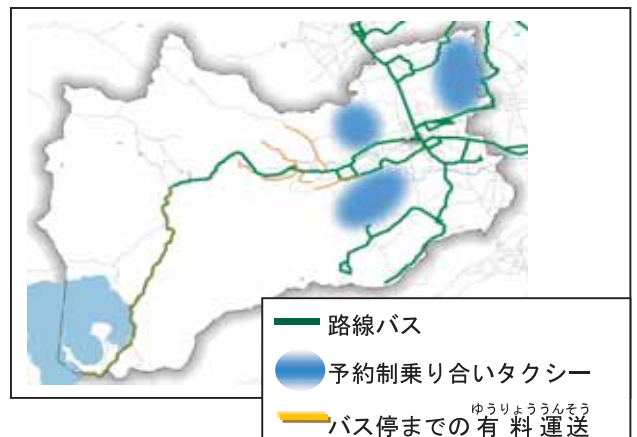 路線バス
予約制乗り合いタクシー
ゆうりょううんそう
バス停までの有料運送